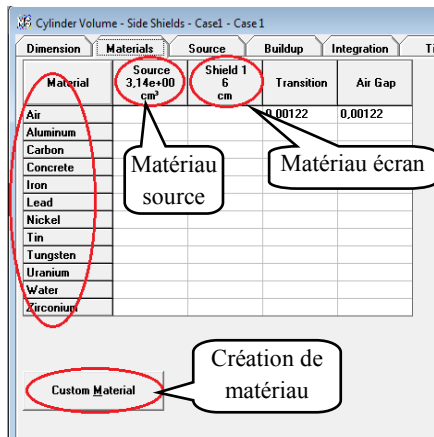 Cylinder Volume - Side Shields - Case1 - Case 1
Dimension Materials Source Buildup Integration Ti
Material Source 3,14e+00 cm³ Shield 1 6 cm Transition Air Gap
Air 0,00122 0,00122
Aluminum
Carbon
Concrete
Iron
Lead
Nickel
Tin
Tungsten
Uranium
Water
Zirconium
Matériau source
Matériau écran
Création de matériau
Custom Material